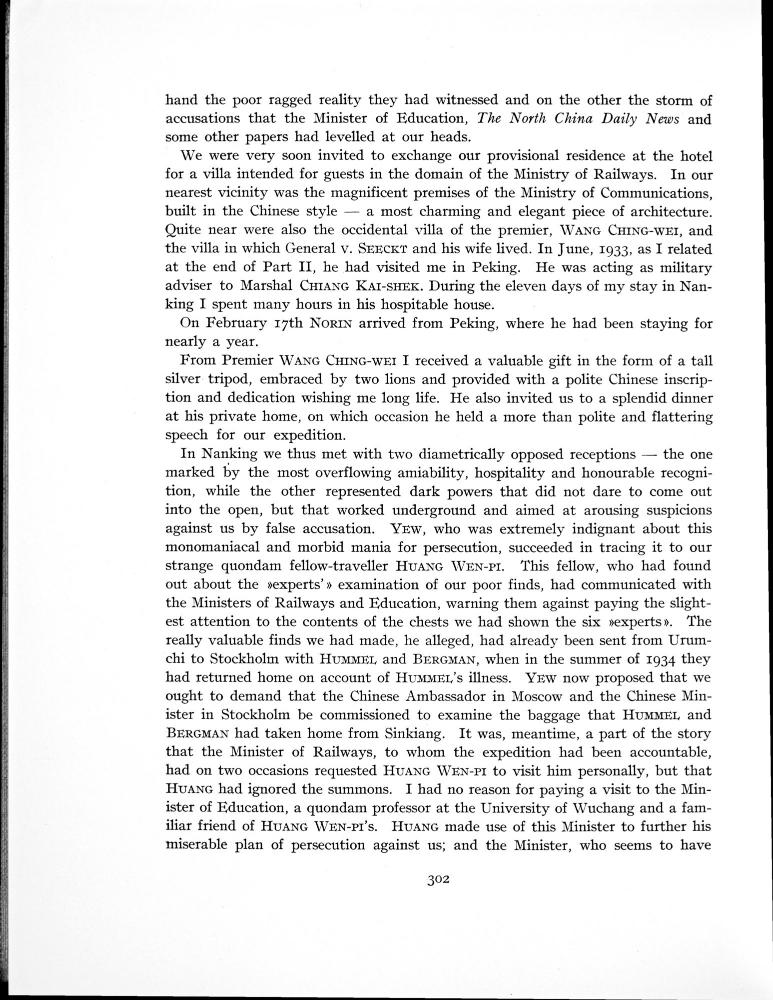 hand the poor ragged reality they had witnessed and on the other the storm of
accusations that the Minister of Education, The North China Daily News and
some other papers had levelled at our heads.
We were very soon invited to exchange our provisional residence at the hotel
for a villa intended for guests in the domain of the Ministry of Railways. In our
nearest vicinity was the magnificent premises of the Ministry of Communications,
built in the Chinese style — a most charming and elegant piece of architecture.
Quite near were also the occidental villa of the premier, WANG CHING-WEI, and
the villa in which General v. SEECKT and his wife lived. In June, 1933, as I related
at the end of Part II, he had visited me in Peking. He was acting as military
adviser to Marshal CHIANG KAI-SHEK. During the eleven days of my stay in Nan-
king I spent many hours in his hospitable house.
On February 17th NORIN arrived from Peking, where he had been staying for
nearly a year.
From Premier WANG CHING-WEI I received a valuable gift in the form of a tall
silver tripod, embraced by two lions and provided with a polite Chinese inscrip-
tion and dedication wishing me long life. He also invited us to a splendid dinner
at his private home, on which occasion he held a more than polite and flattering
speech for our expedition.
In Nanking we thus met with two diametrically opposed receptions — the one
marked by the most overflowing amiability, hospitality and honourable recogni-
tion, while the other represented dark powers that did not dare to come out
into the open, but that worked underground and aimed at arousing suspicions
against us by false accusation. YEW, who was extremely indignant about this
monomaniacal and morbid mania for persecution, succeeded in tracing it to our
strange quondam fellow-traveller HUANG WEN-PI. This fellow, who had found
out about the »experts'» examination of our poor finds, had communicated with
the Ministers of Railways and Education, warning them against paying the slight-
est attention to the contents of the chests we had shown the six »experts». The
really valuable finds we had made, he alleged, had already been sent from Urum-
chi to Stockholm with HUMMEL and BERGMAN, when in the summer of 1934 they
had returned home on account of HUMMEL's illness. YEW now proposed that we
ought to demand that the Chinese Ambassador in Moscow and the Chinese Min-
ister in Stockholm be commissioned to examine the baggage that HUMMEL and
BERGMAN had taken home from Sinkiang. It was, meantime, a part of the story
that the Minister of Railways, to whom the expedition had been accountable,
had on two occasions requested HUANG WEN-PI to visit him personally, but that
HUANG had ignored the summons. I had no reason for paying a visit to the Min-
ister of Education, a quondam professor at the University of Wuchang and a fam-
iliar friend of HUANG WEN-PI's. HUANG made use of this Minister to further his
miserable plan of persecution against us; and the Minister, who seems to have
302